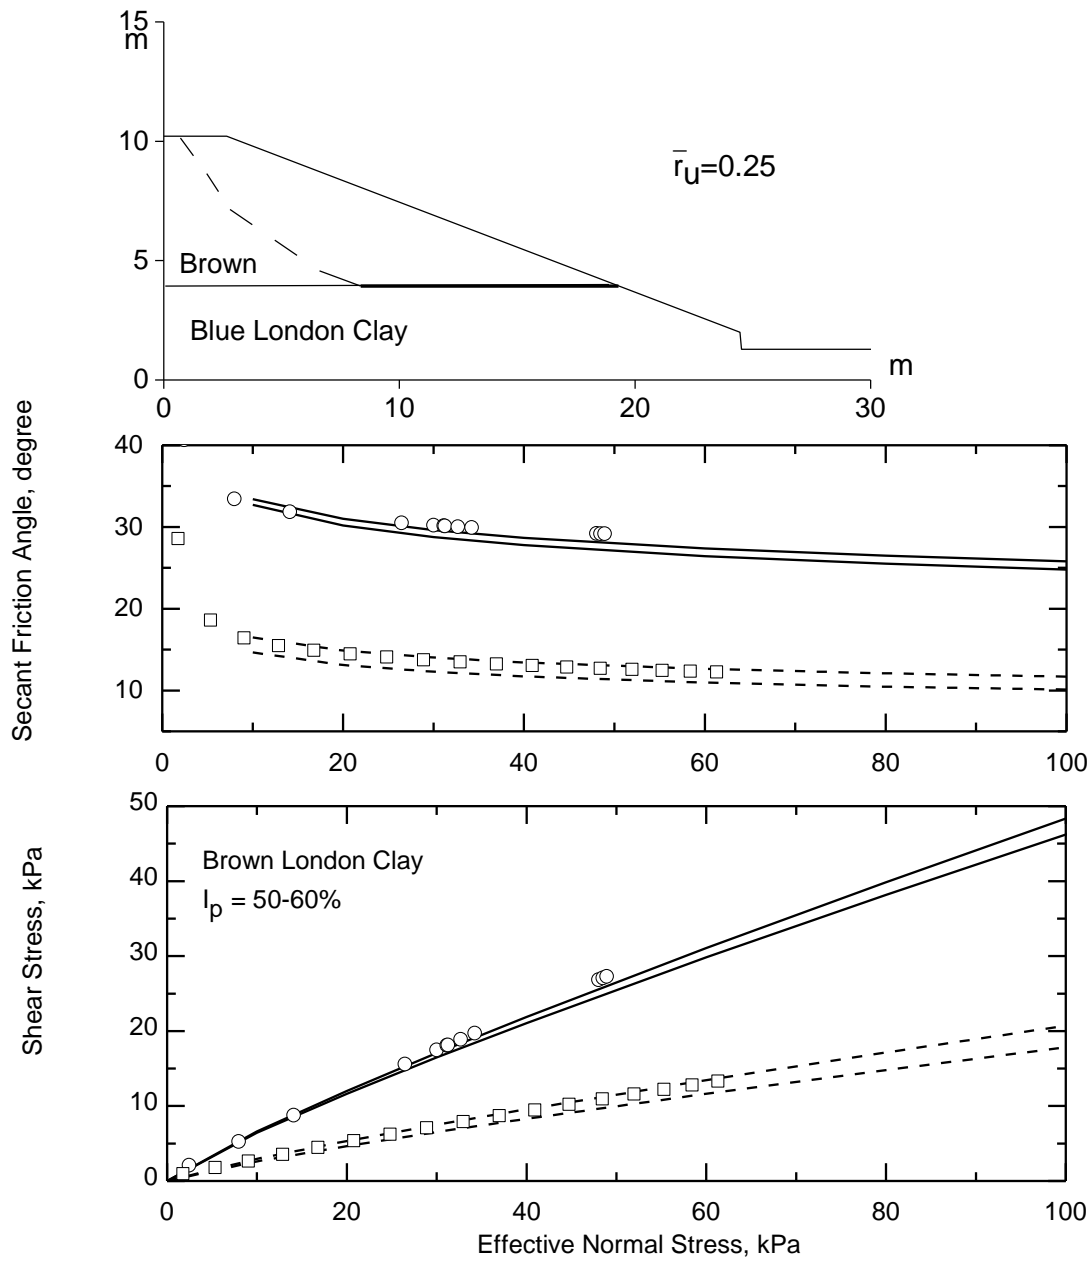 15
m
10
r̅u=0.25
5
Brown
Blue London Clay
0
m
0 10 20 30
Secant Friction Angle, degree
40
30
20
10
0 20 40 60 80 100
Shear Stress, kPa
50
Brown London Clay
Ip = 50-60%
40
30
20
10
0
0 20 40 60 80 100
Effective Normal Stress, kPa